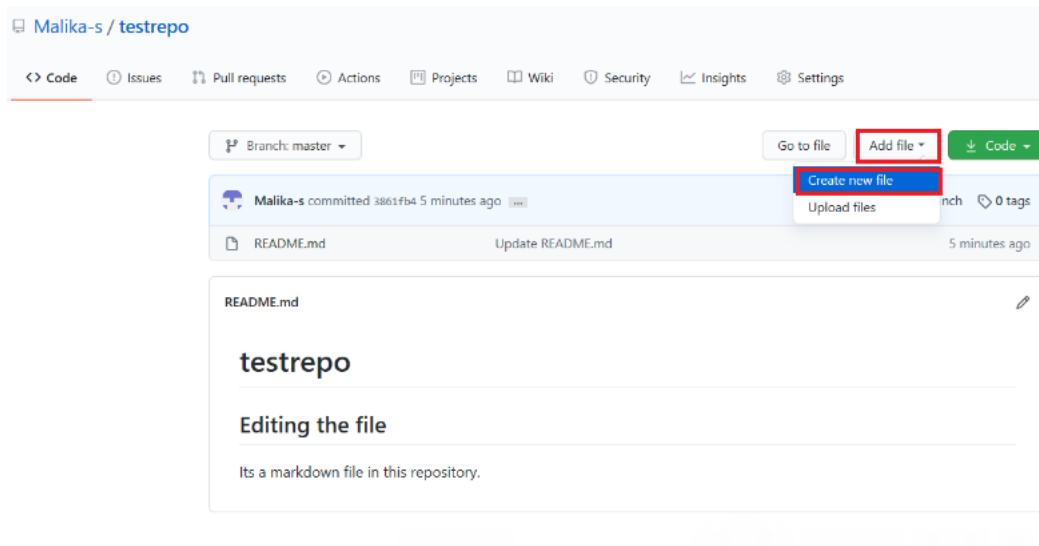 Malika-s / testrepo
<> Code Issues Pull requests Actions Projects Wiki Security Insights Settings
Branch: master Go to file Add file Code
Create new file
Malika-s committed 3861fb4 5 minutes ago ... nch 0 tags
Upload files
README.md Update README.md 5 minutes ago
README.md
testrepo
Editing the file
Its a markdown file in this repository.